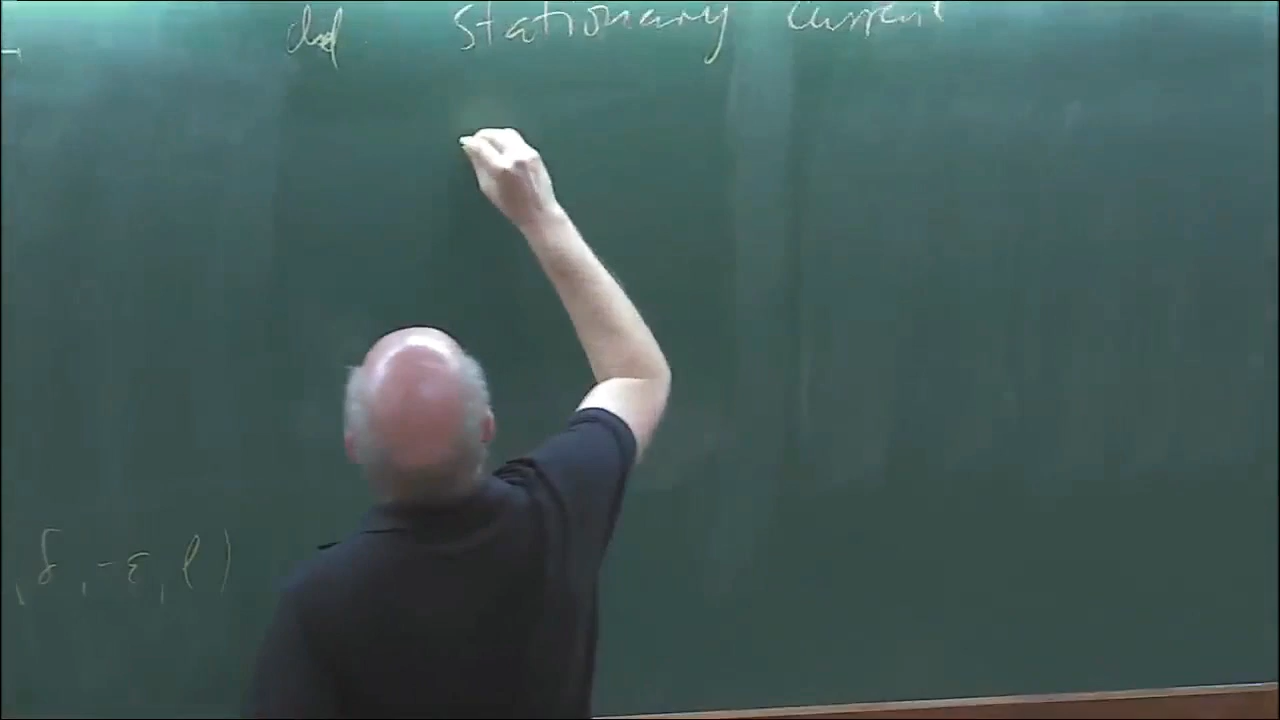 def. Stationary current
, δ, -ε, ℓ)